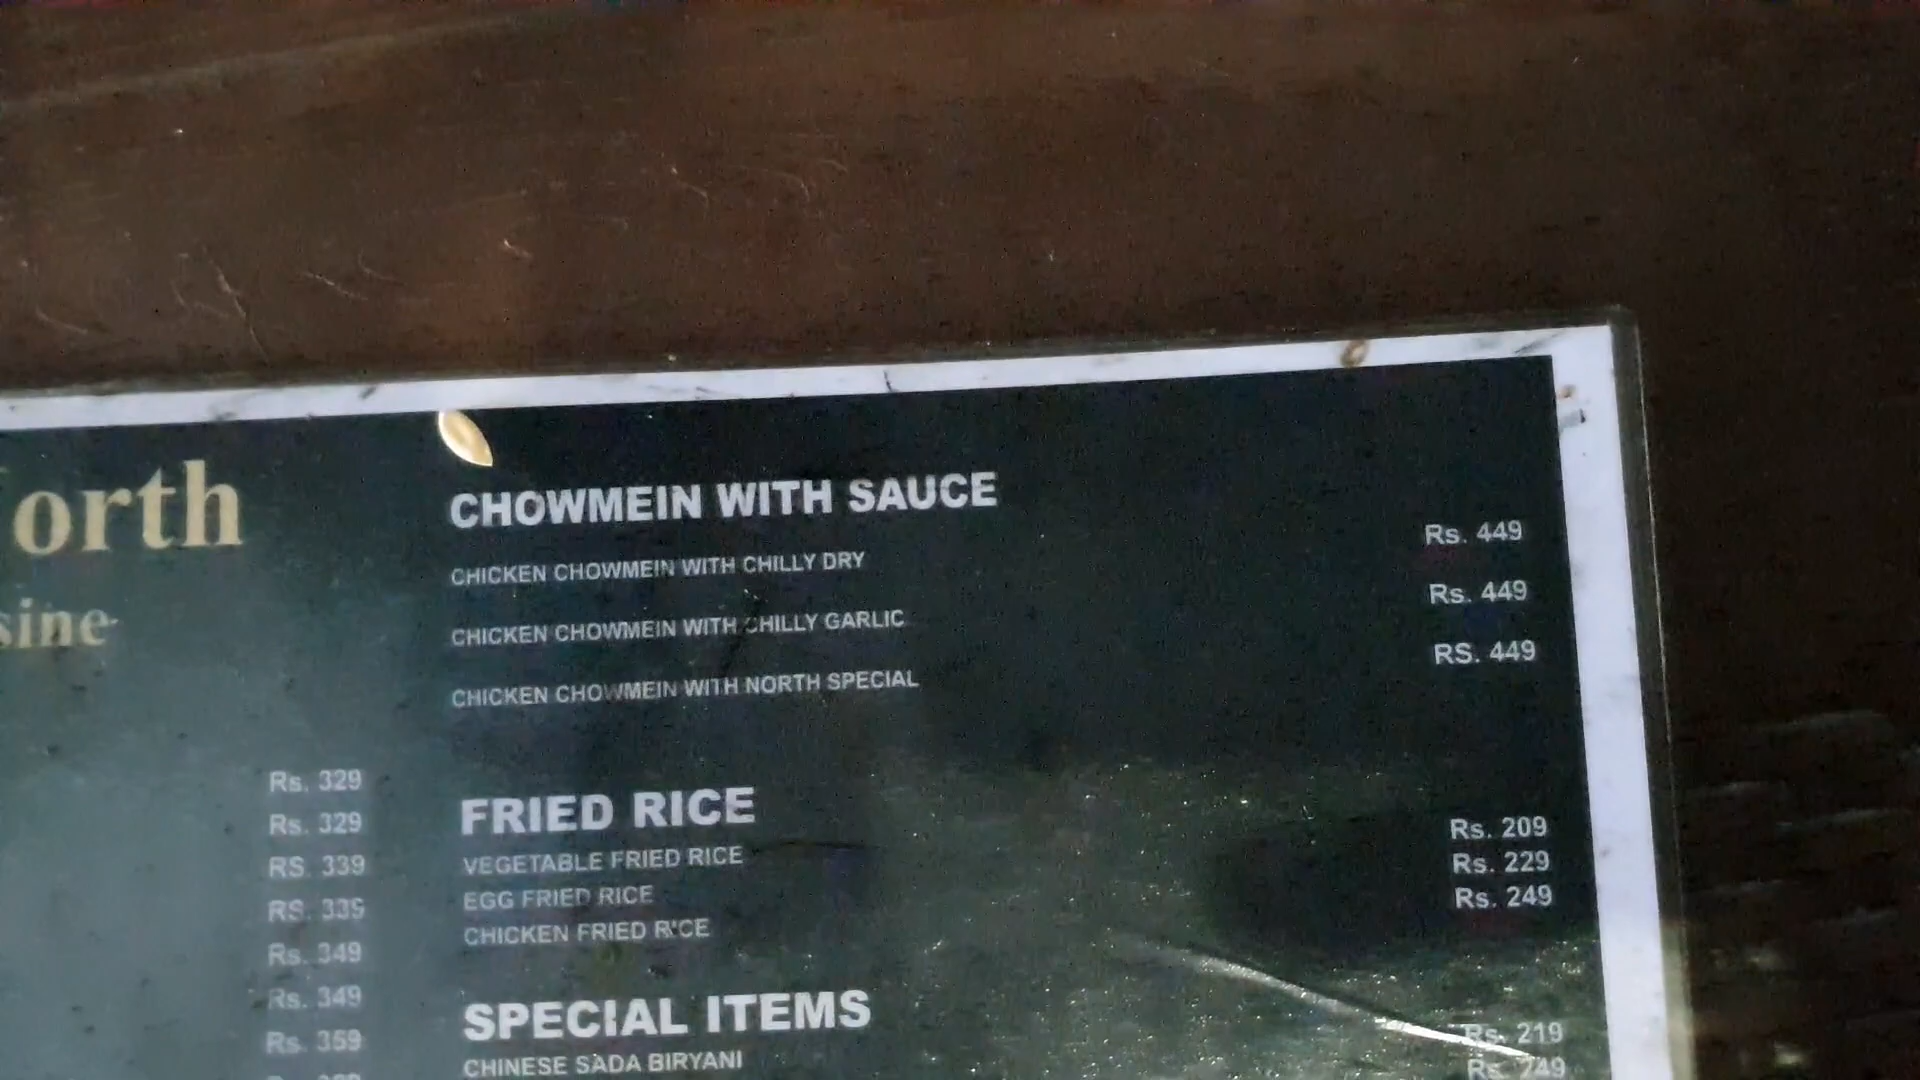 orth
sine
Rs. 329
Rs. 329
RS. 339
RS. 339
Rs. 349
Rs. 349
Rs. 359
CHOWMEIN WITH SAUCE
CHICKEN CHOWMEIN WITH CHILLY DRY Rs. 449
CHICKEN CHOWMEIN WITH CHILLY GARLIC Rs. 449
CHICKEN CHOWMEIN WITH NORTH SPECIAL RS. 449
FRIED RICE
VEGETABLE FRIED RICE Rs. 209
EGG FRIED RICE Rs. 229
CHICKEN FRIED RICE Rs. 249
SPECIAL ITEMS
CHINESE SADA BIRYANI Rs. 219
Rs. 249